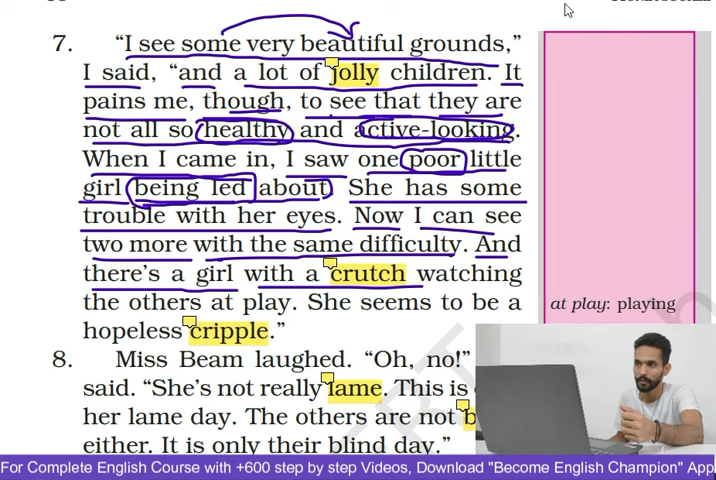 7. “I see some very beautiful grounds,”
I said, “and a lot of jolly children. It
pains me, though, to see that they are
not all so healthy and active-looking.
When I came in, I saw one poor little
girl being led about. She has some
trouble with her eyes. Now I can see
two more with the same difficulty. And
there’s a girl with a crutch watching
the others at play. She seems to be a
hopeless cripple.”
at play: playing
8. Miss Beam laughed. “Oh, no!”
said. “She’s not really lame. This is
her lame day. The others are not
either. It is only their blind day.”
For Complete English Course with +600 step by step Videos, Download "Become English Champion" App